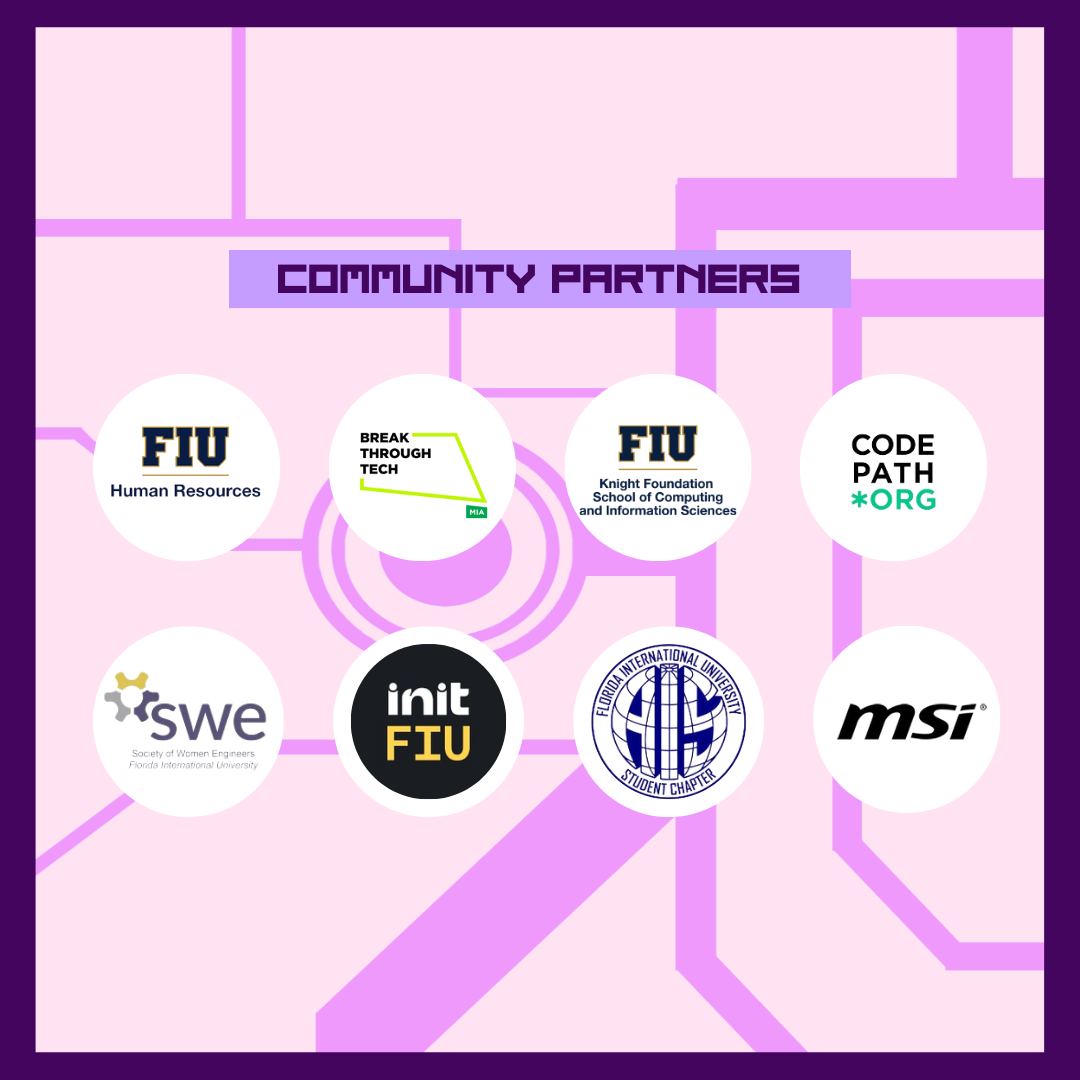 COMMUNITY PARTNERS
FIU
Human Resources
BREAK
THROUGH
TECH
MIA
FIU
Knight Foundation
School of Computing
and Information Sciences
CODE
PATH
*ORG
swe
Society of Women Engineers
Florida International University
init
FIU
FLORIDA INTERNATIONAL UNIVERSITY
AIS
STUDENT CHAPTER
msi®